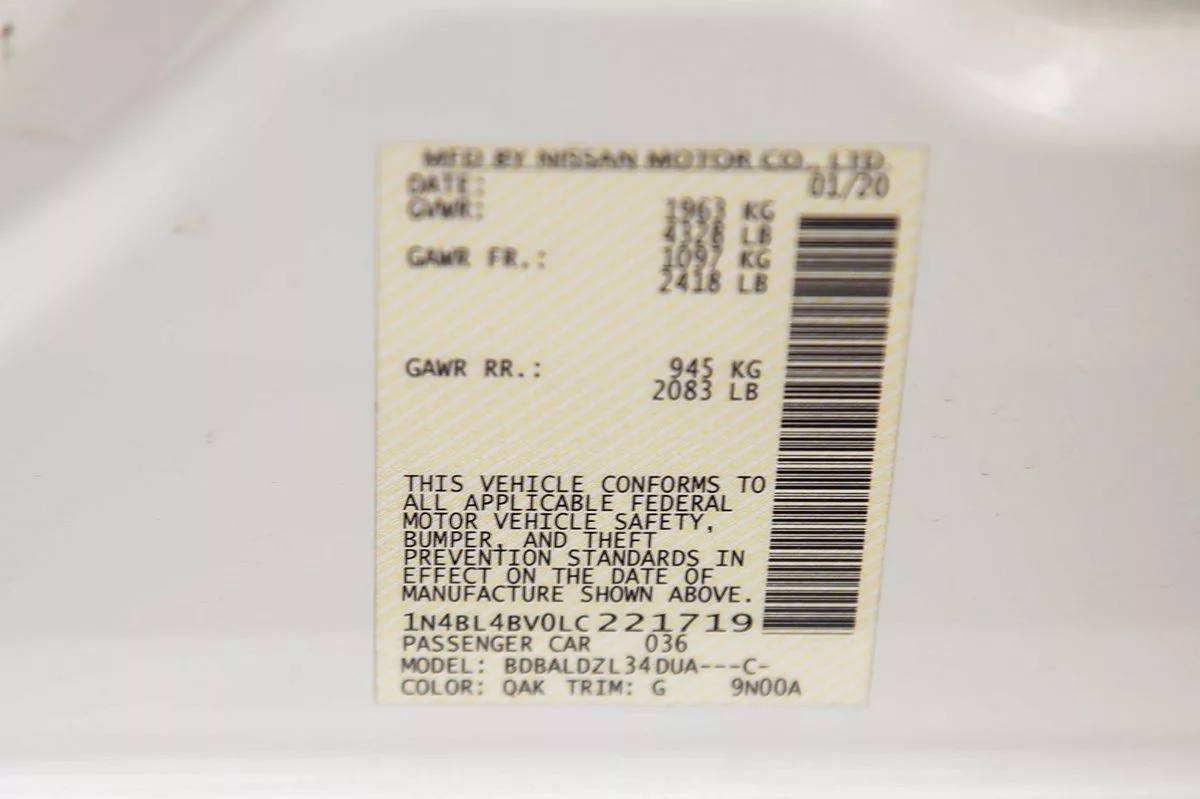 MFD BY NISSAN MOTOR CO., LTD.
DATE: 01/20
GVWR: 1963 KG
4328 LB
GAWR FR.: 1097 KG
2418 LB
GAWR RR.: 945 KG
2083 LB
THIS VEHICLE CONFORMS TO
ALL APPLICABLE FEDERAL
MOTOR VEHICLE SAFETY,
BUMPER, AND THEFT
PREVENTION STANDARDS IN
EFFECT ON THE DATE OF
MANUFACTURE SHOWN ABOVE.
1N4BL4BV0LC221719
PASSENGER CAR 036
MODEL: BDBALDZL34DUA---C-
COLOR: QAK TRIM: G 9N00A